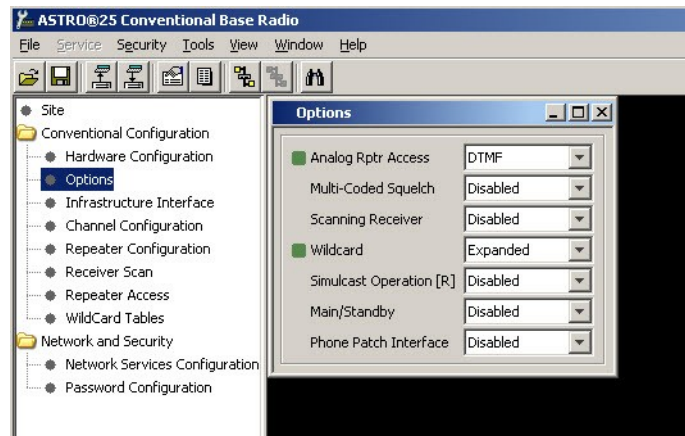 ASTRO®25 Conventional Base Radio
File Service Security Tools View Window Help
Site
Conventional Configuration
Hardware Configuration
Options
Infrastructure Interface
Channel Configuration
Repeater Configuration
Receiver Scan
Repeater Access
WildCard Tables
Network and Security
Network Services Configuration
Password Configuration
Options
Analog Rptr Access DTMF
Multi-Coded Squelch Disabled
Scanning Receiver Disabled
Wildcard Expanded
Simulcast Operation [R] Disabled
Main/Standby Disabled
Phone Patch Interface Disabled